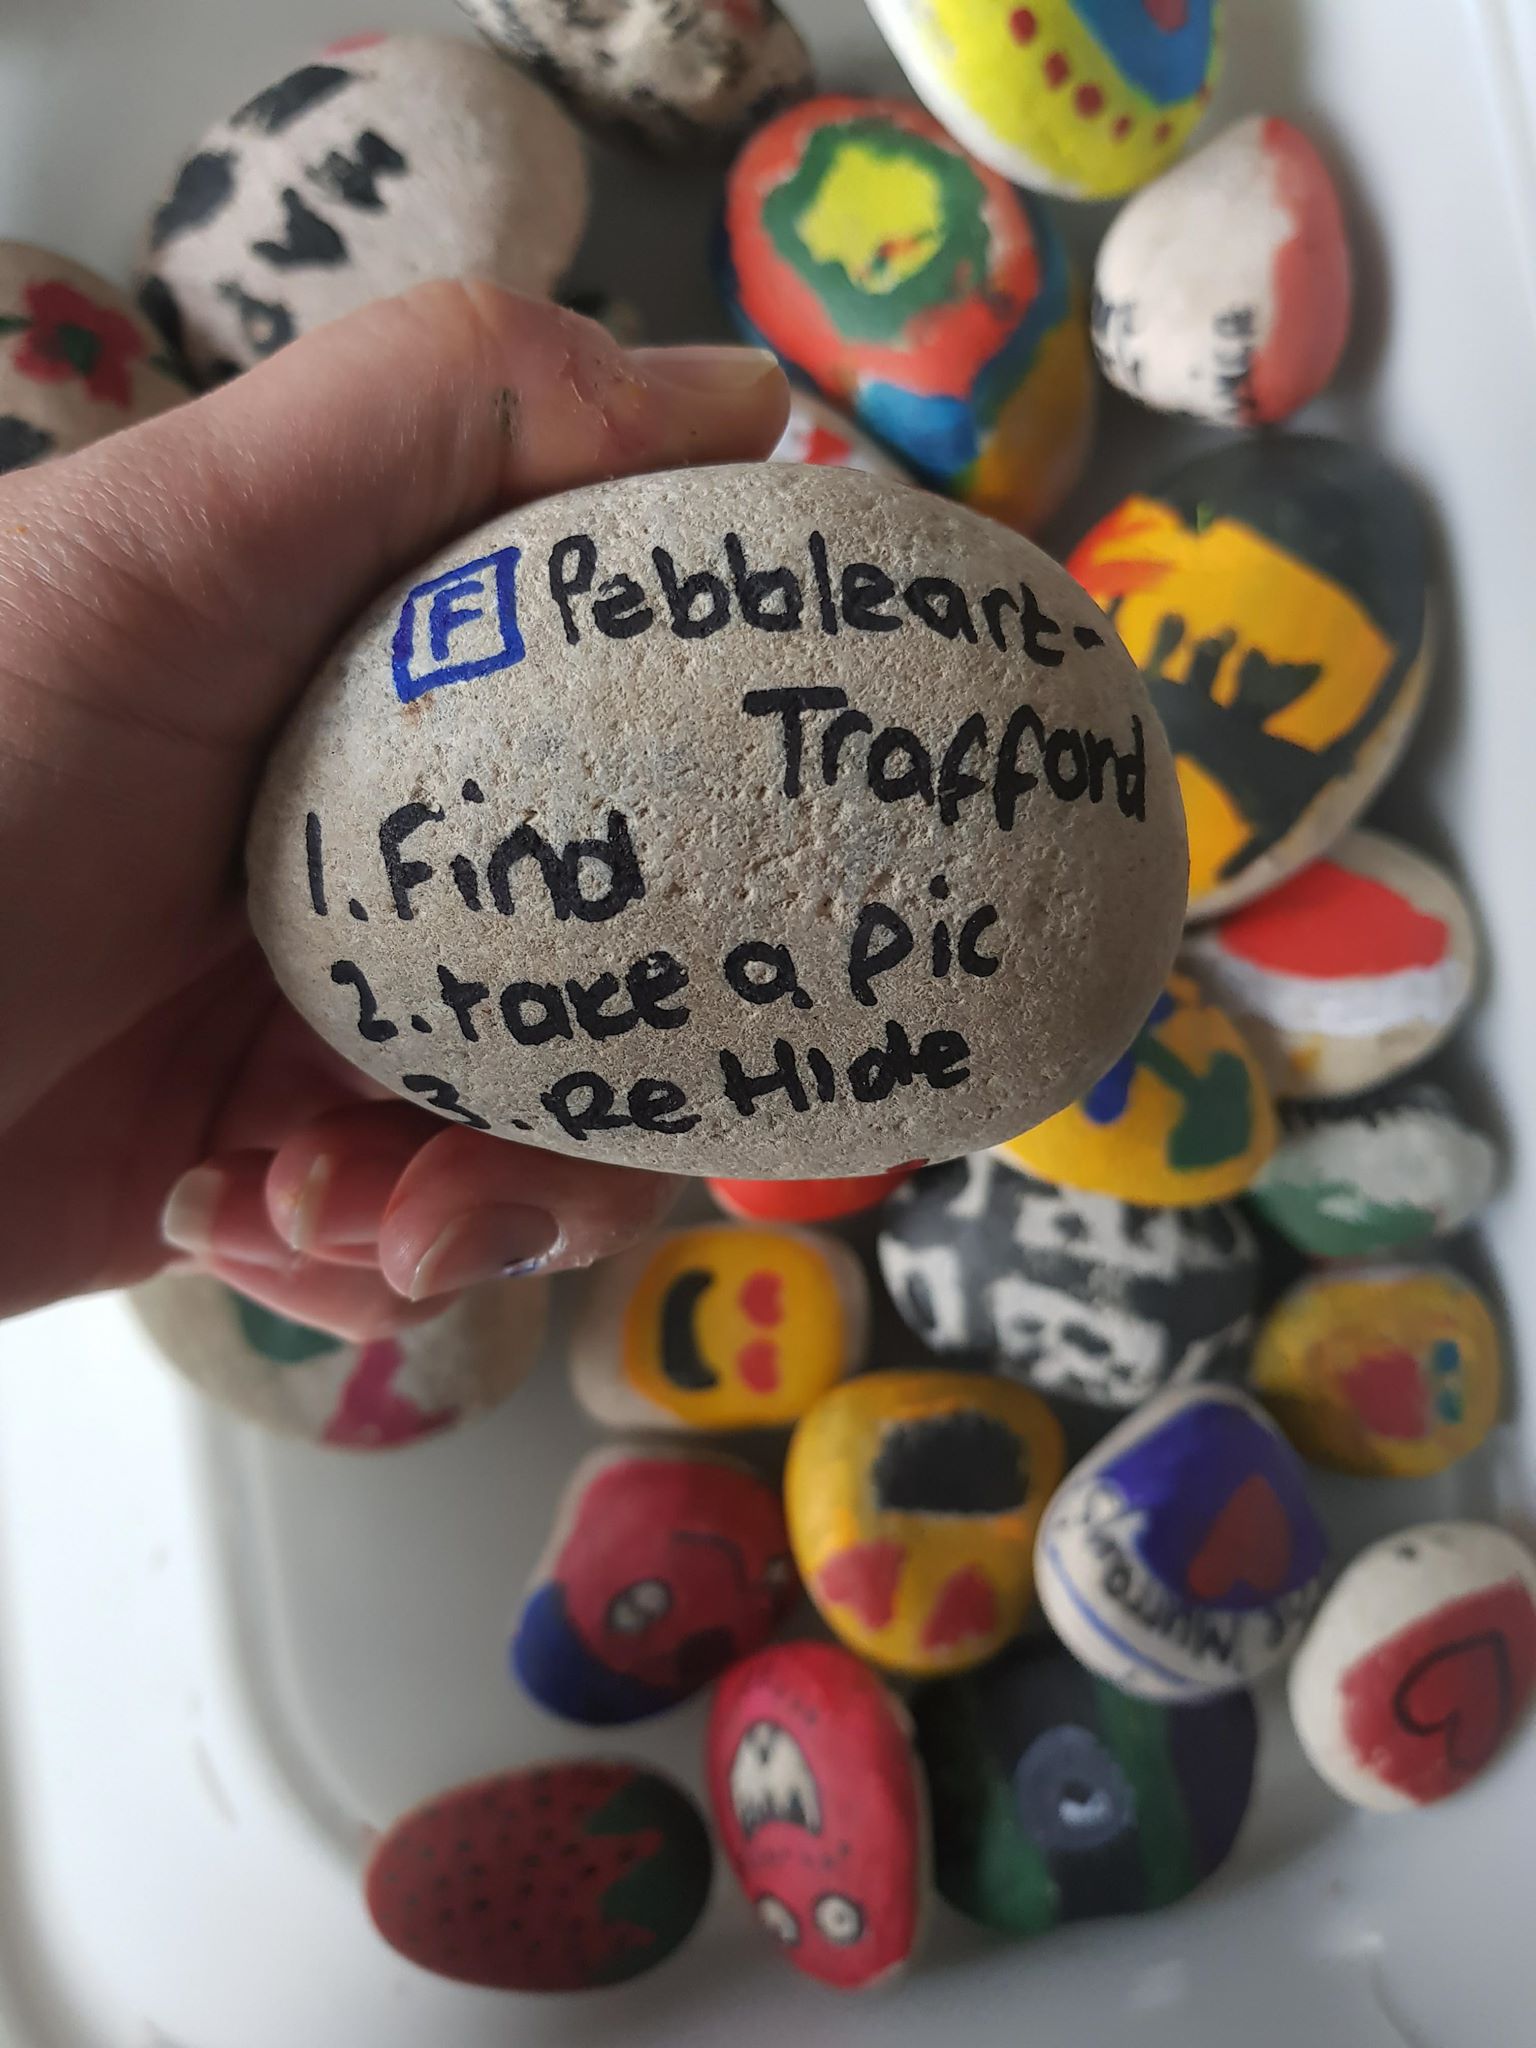 F Pebbleart-
Trafford
1. Find
2. take a pic
3. Re Hide